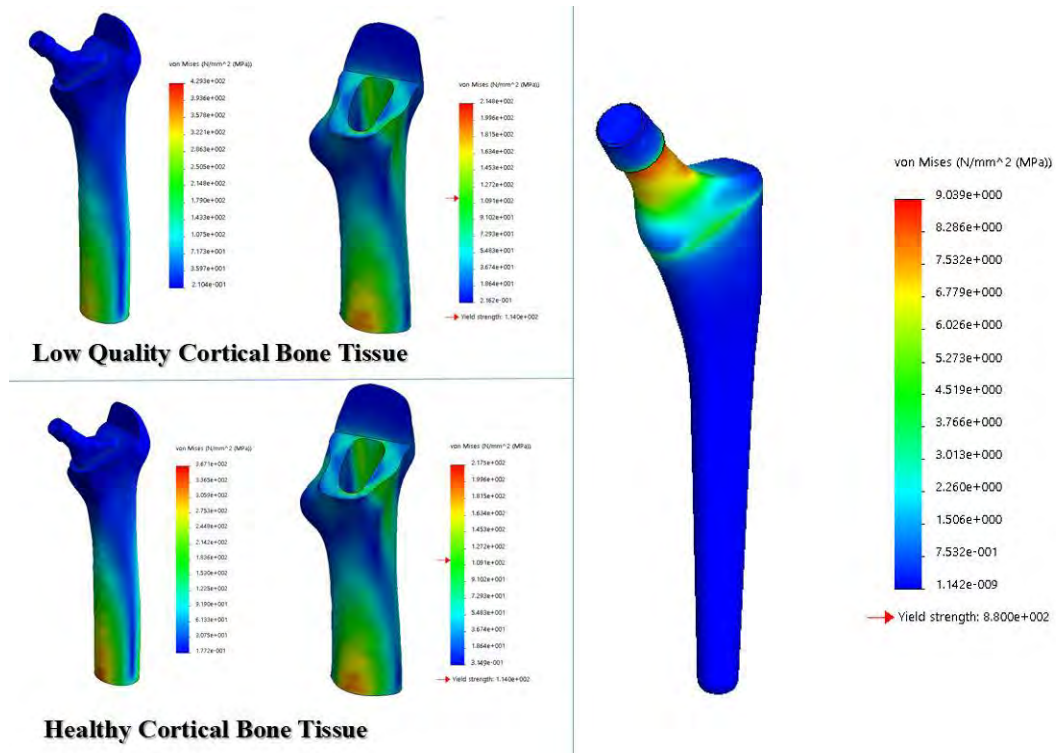 von Mises (N/mm^2 (MPa))
4.293e+002
3.936e+002
3.578e+002
3.221e+002
2.863e+002
2.505e+002
2.148e+002
1.790e+002
1.433e+002
1.075e+002
7.173e+001
3.597e+001
2.104e-001
von Mises (N/mm^2 (MPa))
2.148e+002
1.996e+002
1.815e+002
1.634e+002
1.453e+002
1.272e+002
1.091e+002
9.102e+001
7.293e+001
5.483e+001
3.674e+001
1.864e+001
2.162e-001
Yield strength: 1.140e+002
Low Quality Cortical Bone Tissue
von Mises (N/mm^2 (MPa))
3.671e+002
3.365e+002
3.059e+002
2.753e+002
2.449e+002
2.142e+002
1.836e+002
1.530e+002
1.225e+002
9.190e+001
6.133e+001
3.075e+001
1.772e-001
von Mises (N/mm^2 (MPa))
2.175e+002
1.996e+002
1.815e+002
1.634e+002
1.453e+002
1.272e+002
1.091e+002
9.102e+001
7.293e+001
5.483e+001
3.674e+001
1.864e+001
3.149e-001
Yield strength: 1.140e+002
Healthy Cortical Bone Tissue
von Mises (N/mm^2 (MPa))
9.039e+000
8.286e+000
7.532e+000
6.779e+000
6.026e+000
5.273e+000
4.519e+000
3.766e+000
3.013e+000
2.260e+000
1.506e+000
7.532e-001
1.142e-009
Yield strength: 8.800e+002